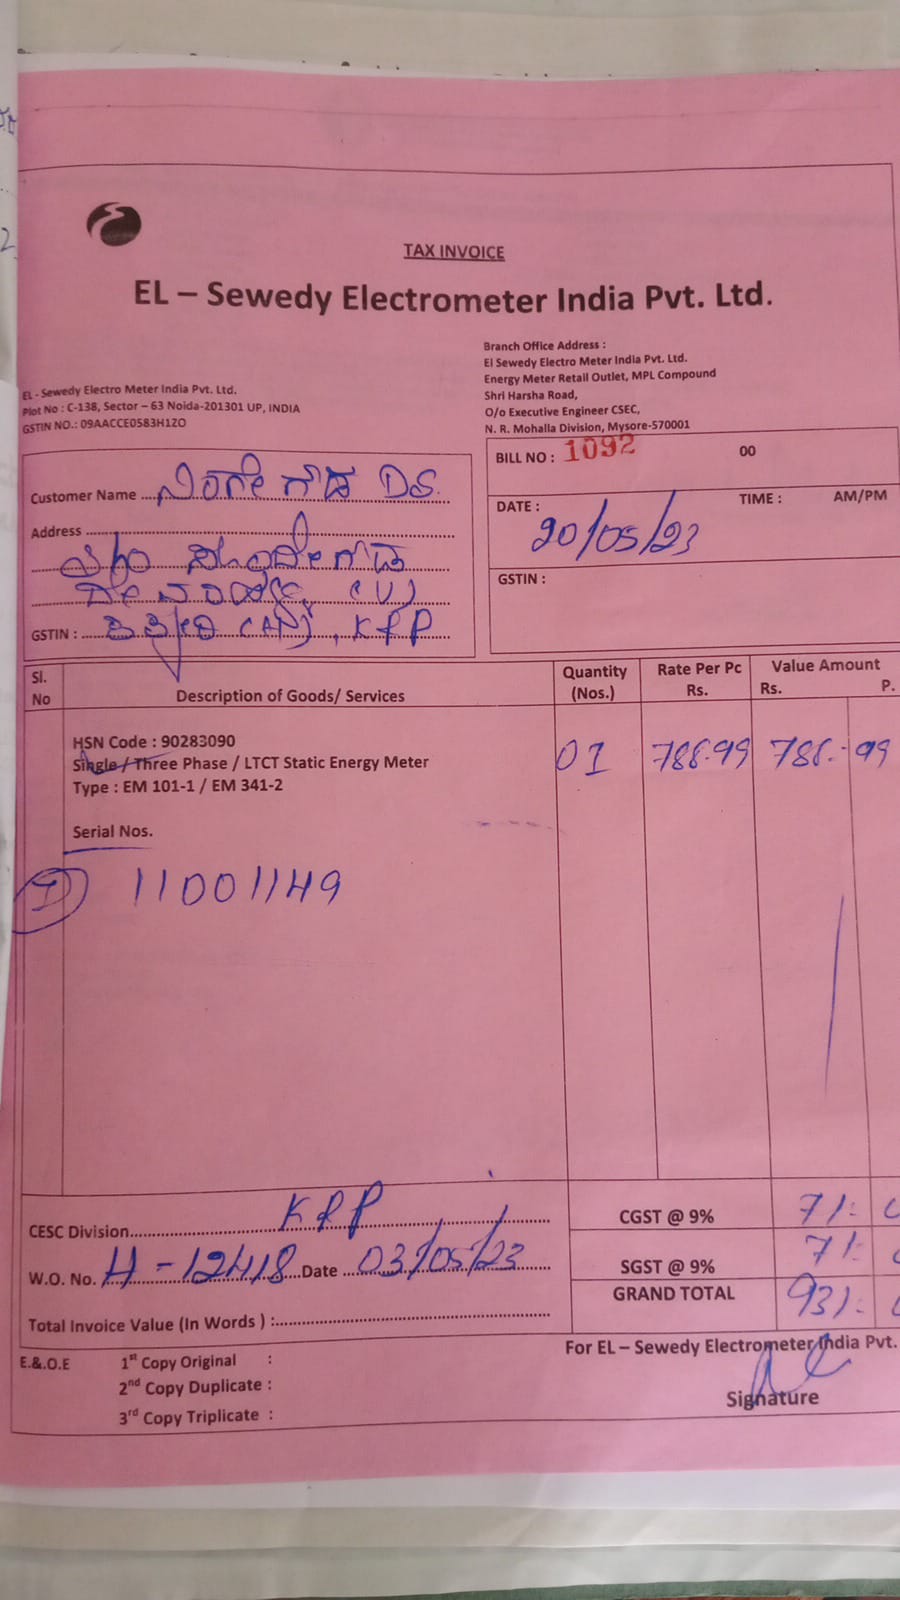 TAX INVOICE
EL – Sewedy Electrometer India Pvt. Ltd.
EL - Sewedy Electro Meter India Pvt. Ltd.
Plot No : C-138, Sector – 63 Noida-201301 UP, INDIA
GSTIN NO.: 09AACCE0583H1ZO
Branch Office Address :
El Sewedy Electro Meter India Pvt. Ltd.
Energy Meter Retail Outlet, MPL Compound
Shri Harsha Road,
O/o Executive Engineer CSEC,
N. R. Mohalla Division, Mysore-570001
Customer Name ನಿಂಗೇಗೌಡ DS
Address
(V)
GSTIN : KRP
BILL NO : 1092 00
DATE : 20/05/23 TIME : AM/PM
GSTIN :
Sl. No Description of Goods/ Services Quantity (Nos.) Rate Per Pc Rs. Value Amount Rs. P.
HSN Code : 90283090
Single / Three Phase / LTCT Static Energy Meter 01 788.99 788.99
Type : EM 101-1 / EM 341-2
Serial Nos.
11001149
CESC Division KRP
W.O. No. H-12418 Date 03/05/23
Total Invoice Value (In Words ) :
CGST @ 9% 71
SGST @ 9% 71
GRAND TOTAL 931
E.&.O.E 1st Copy Original :
2nd Copy Duplicate :
3rd Copy Triplicate :
For EL – Sewedy Electrometer India Pvt.
Signature